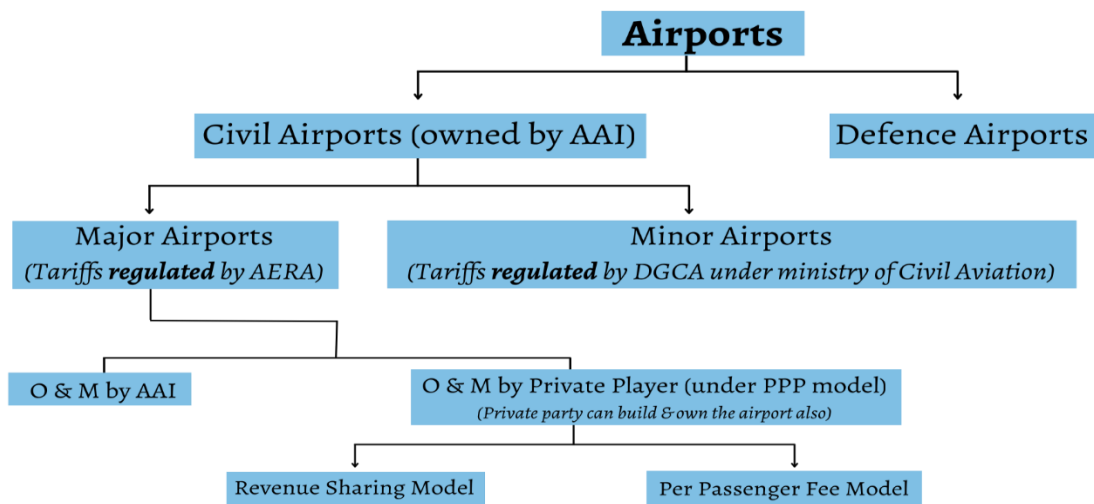 Airports
Civil Airports (owned by AAI)
Defence Airports
Major Airports
(Tariffs regulated by AERA)
Minor Airports
(Tariffs regulated by DGCA under ministry of Civil Aviation)
O & M by AAI
O & M by Private Player (under PPP model)
(Private party can build & own the airport also)
Revenue Sharing Model
Per Passenger Fee Model